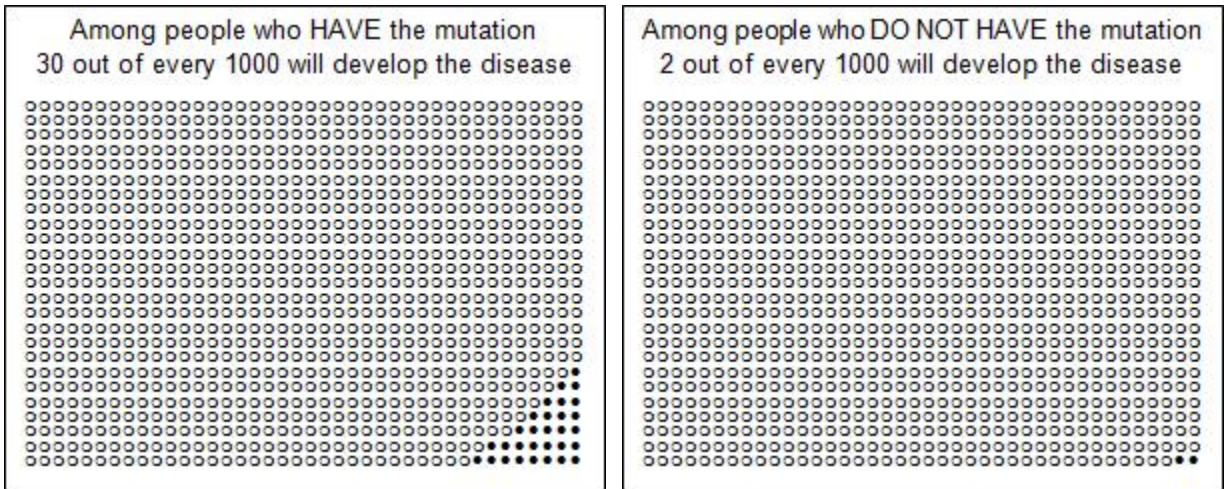 Among people who HAVE the mutation
30 out of every 1000 will develop the disease
Among people who DO NOT HAVE the mutation
2 out of every 1000 will develop the disease